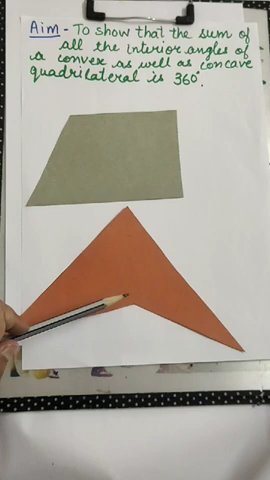 Aim - To show that the sum of
all the interior angles of
a convex as well as concave
quadrilateral is 360°.